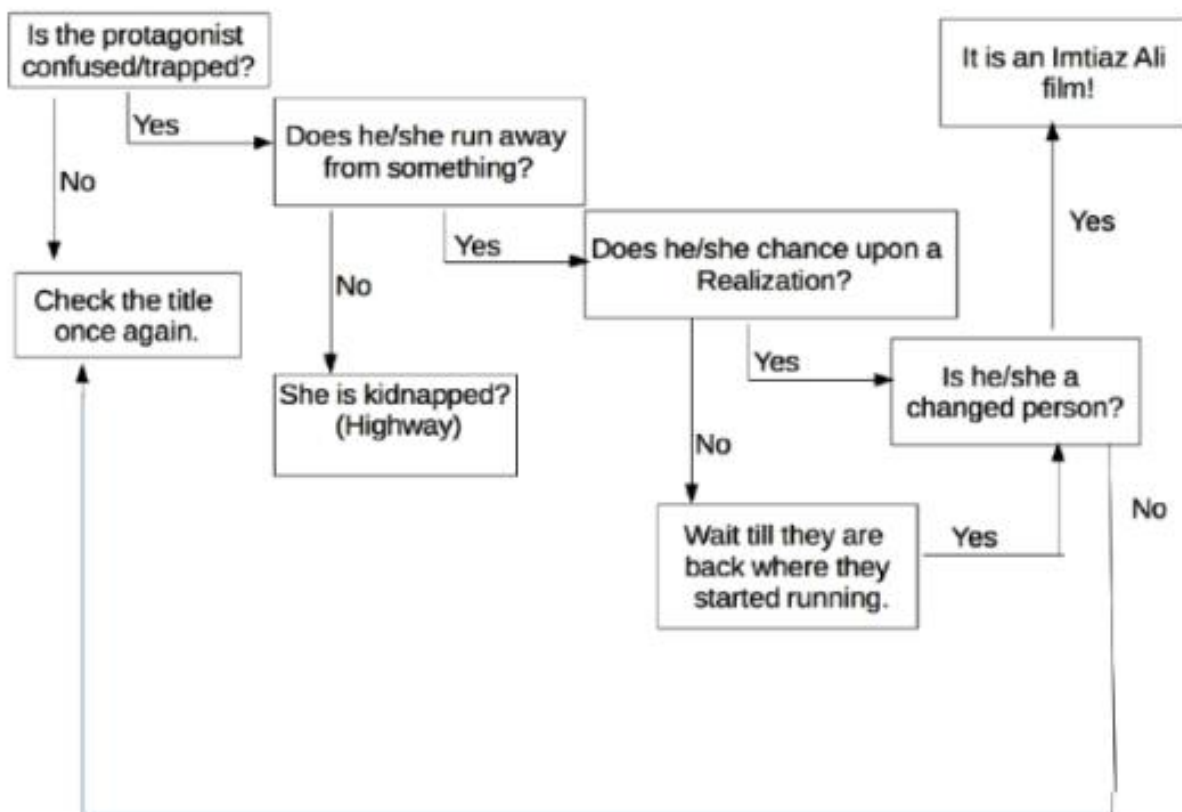 Is the protagonist
confused/trapped?
It is an Imtiaz Ali
film!
Yes
Does he/she run away
from something?
No
Yes
Yes
Does he/she chance upon a
Realization?
No
Check the title
once again.
Yes
Is he/she a
changed person?
She is kidnapped?
(Highway)
No
No
Wait till they are
back where they
started running.
Yes